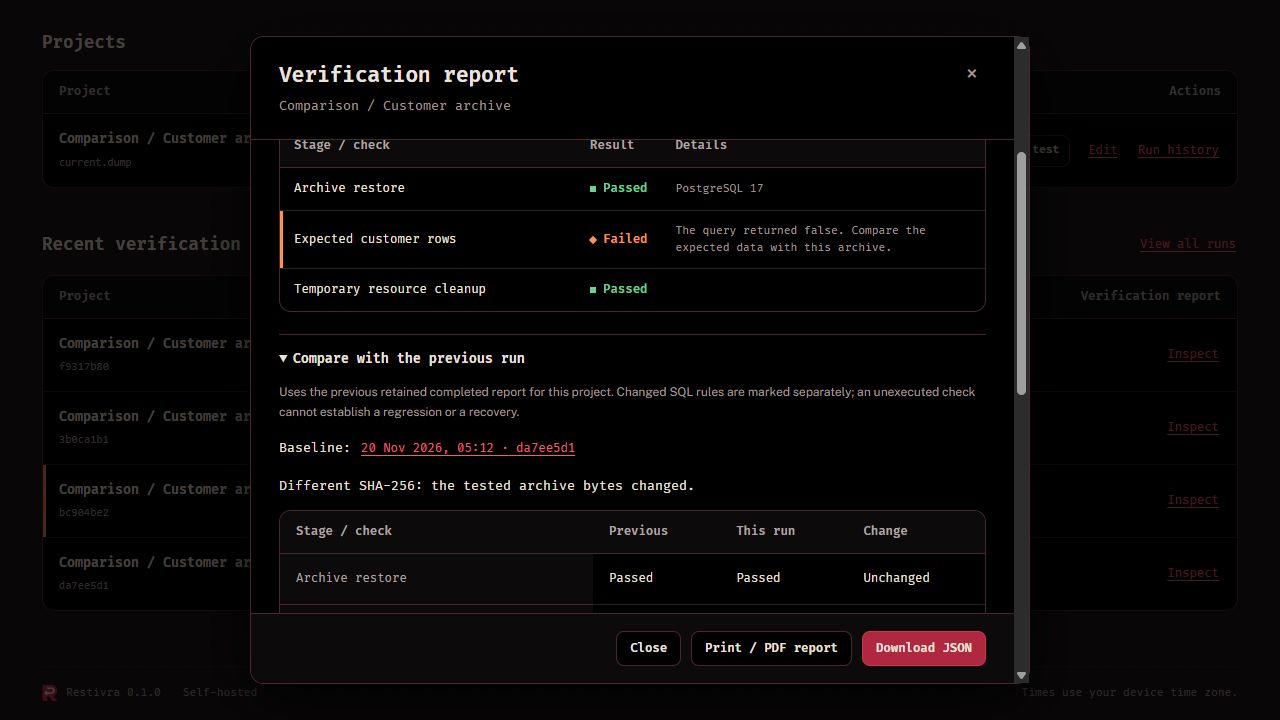 Projects
Project
Actions
Comparison / Customer ar
current.dump
test
Edit
Run history
Recent verification
View all runs
Project
Verification report
Comparison / Customer ar
f9317b80
Inspect
Comparison / Customer ar
3b0ca1b1
Inspect
Comparison / Customer ar
bc904be2
Inspect
Comparison / Customer ar
da7ee5d1
Inspect
Verification report
×
Comparison / Customer archive
Stage / check Result Details
Archive restore Passed PostgreSQL 17
Expected customer rows Failed The query returned false. Compare the
expected data with this archive.
Temporary resource cleanup Passed
Compare with the previous run
Uses the previous retained completed report for this project. Changed SQL rules are marked separately; an unexecuted check
cannot establish a regression or a recovery.
Baseline: 20 Nov 2026, 05:12 · da7ee5d1
Different SHA-256: the tested archive bytes changed.
Stage / check Previous This run Change
Archive restore Passed Passed Unchanged
Close Print / PDF report Download JSON
R Restivra 0.1.0 Self-hosted
Times use your device time zone.